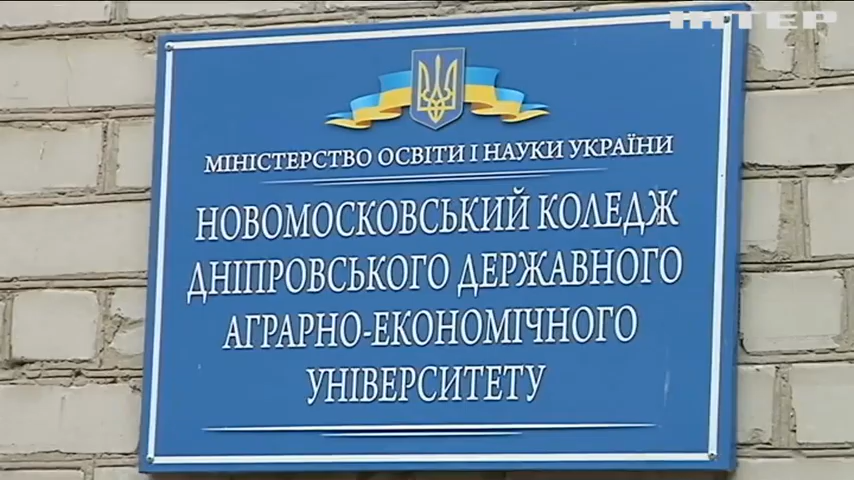 ІНТЕР
МІНІСТЕРСТВО ОСВІТИ І НАУКИ УКРАЇНИ
НОВОМОСКОВСЬКИЙ КОЛЕДЖ
ДНІПРОВСЬКОГО ДЕРЖАВНОГО
АГРАРНО-ЕКОНОМІЧНОГО
УНІВЕРСИТЕТУ